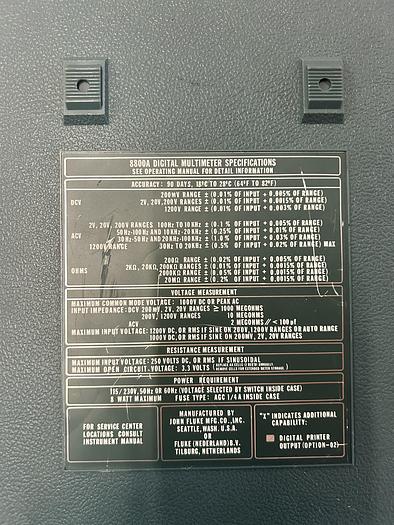 8800A DIGITAL MULTIMETER SPECIFICATIONS
SEE OPERATING MANUAL FOR DETAIL INFORMATION
ACCURACY: 90 DAYS, 18°C TO 28°C (64°F TO 82°F)
200MV RANGE ± (0.01% OF INPUT + 0.005% OF RANGE)
DCV 2V, 20V, 200V RANGES ± (0.01% OF INPUT + 0.0015% OF RANGE)
1200V RANGE ± (0.01% OF INPUT + 0.003% OF RANGE)
2V, 20V, 200V RANGES 100Hz TO 10KHz ± (0.1 % OF INPUT + 0.005% OF RANGE)
50Hz-100Hz AND 10KHz-20KHz ± (0.25% OF INPUT + 0.01% OF RANGE)
ACV 30Hz-50Hz AND 20KHz-100KHz ± (1.0 % OF INPUT + 0.03% OF RANGE)
1200V RANGE 30Hz TO 20KHz ± (0.5% OF INPUT + 0.02% OF RANGE) MAX
200Ω RANGE ± (0.02% OF INPUT + 0.005% OF RANGE)
2KΩ, 20KΩ, 200KΩ RANGES ± (0.01% OF INPUT + 0.0015% OF RANGE)
OHMS 2000KΩ RANGE ± (0.05% OF INPUT + 0.0015% OF RANGE)
20MΩ RANGE ± (0.2% OF INPUT + 0.005% OF RANGE)
VOLTAGE MEASUREMENT
MAXIMUM COMMON MODE VOLTAGE: 1000V DC OR PEAK AC
INPUT IMPEDANCE: DCV 200MV, 2V, 20V RANGES ≥ 1000 MEGOHMS
200V, 1200V RANGES 10 MEGOHMS
ACV 2 MEGOHMS // < 100 pf
MAXIMUM INPUT VOLTAGE: 1200V DC, OR RMS IF SINE ON 200V, 1200V RANGES OR AUTO RANGE
1000V DC, OR RMS IF SINE ON 200MV, 2V, 20V RANGES
RESISTANCE MEASUREMENT
MAXIMUM INPUT VOLTAGE: 250 VOLTS DC, OR RMS IF SINUSOIDAL
MAXIMUM OPEN CIRCUIT VOLTAGE: 3.3 VOLTS
POWER REQUIREMENT
115/230V, 50Hz OR 60Hz (VOLTAGE SELECTED BY SWITCH INSIDE CASE)
8 WATT MAXIMUM FUSE TYPE: AGC 1/4A INSIDE CASE
FOR SERVICE CENTER
LOCATIONS CONSULT
INSTRUMENT MANUAL
MANUFACTURED BY
JOHN FLUKE MFG.CO.,INC.
SEATTLE, WASH. U.S.A.
OR
FLUKE (NEDERLAND) B.V.
TILBURG, NETHERLANDS
"X" INDICATES ADDITIONAL
CAPABILITY:
DIGITAL PRINTER
OUTPUT (OPTION-02)